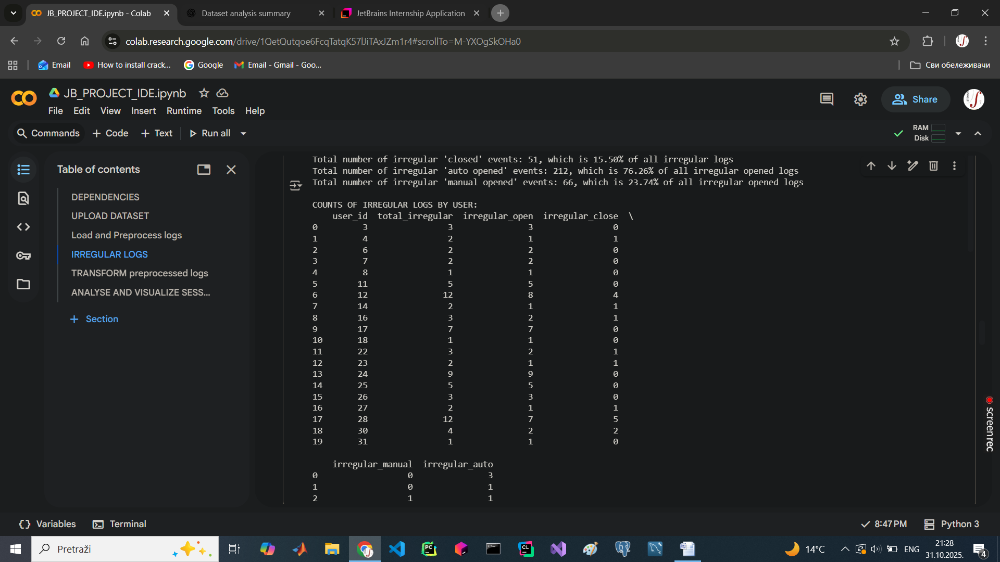 JB_PROJECT_IDE.ipynb - Colab
Dataset analysis summary
JetBrains Internship Application
colab.research.google.com/drive/1QetQutqoe6FcqTatqK57lJiTAxJZm1r4#scrollTo=M-YXOgSkOHa0
Email
How to install crack...
Google
Email - Gmail - Goo...
Сви обележивачи
JB_PROJECT_IDE.ipynb
File Edit View Insert Runtime Tools Help
Share
Commands + Code + Text Run all
RAM
Disk
Table of contents
DEPENDENCIES
UPLOAD DATASET
Load and Preprocess logs
IRREGULAR LOGS
TRANSFORM preprocessed logs
ANALYSE AND VISUALIZE SESS...
+ Section
Total number of irregular 'closed' events: 51, which is 15.50% of all irregular logs
Total number of irregular 'auto opened' events: 212, which is 76.26% of all irregular opened logs
Total number of irregular 'manual opened' events: 66, which is 23.74% of all irregular opened logs
COUNTS OF IRREGULAR LOGS BY USER:
user_id total_irregular irregular_open irregular_close \
0 3 3 3 0
1 4 2 1 1
2 6 2 2 0
3 7 2 2 0
4 8 1 1 0
5 11 5 5 0
6 12 12 8 4
7 14 2 1 1
8 16 3 2 1
9 17 7 7 0
10 18 1 1 0
11 22 3 2 1
12 23 2 1 1
13 24 9 9 0
14 25 5 5 0
15 26 3 3 0
16 27 2 1 1
17 28 12 7 5
18 30 4 2 2
19 31 1 1 0
irregular_manual irregular_auto
0 0 3
1 0 1
2 1 1
screenrec
Variables
Terminal
8:47 PM
Python 3
Pretraži
PC
CL
14°C
ENG
21:28
31.10.2025.
4